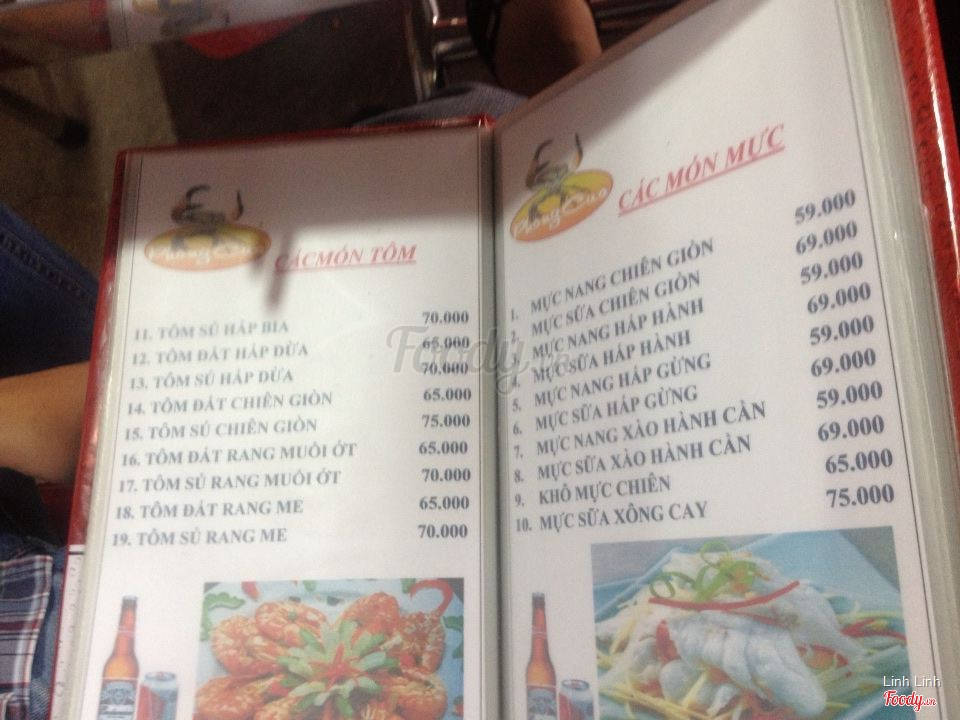 CÁCMÓN TÔM
11. TÔM SÚ HẤP BIA 70.000
12. TÔM ĐẤT HẤP DỪA 65.000
13. TÔM SÚ HẤP DỪA 70.000
14. TÔM ĐẤT CHIÊN GIÒN 65.000
15. TÔM SÚ CHIÊN GIÒN 75.000
16. TÔM ĐẤT RANG MUỐI ỚT 65.000
17. TÔM SÚ RANG MUỐI ỚT 70.000
18. TÔM ĐẤT RANG ME 65.000
19. TÔM SÚ RANG ME 70.000
CÁC MÓN MỰC
1. MỰC NANG CHIÊN GIÒN 59.000
2. MỰC SỮA CHIÊN GIÒN 69.000
MỰC NANG HẤP HÀNH 59.000
MỰC SỮA HẤP HÀNH 69.000
5. MỰC NANG HẤP GỪNG 59.000
6. MỰC SỮA HẤP GỪNG 69.000
7. MỰC NANG XÀO HÀNH CẦN 59.000
8. MỰC SỮA XÀO HÀNH CẦN 69.000
9. KHÔ MỰC CHIÊN 65.000
10. MỰC SỮA XÔNG CAY 75.000
Foody.vn
Linh Linh
Foody.vn